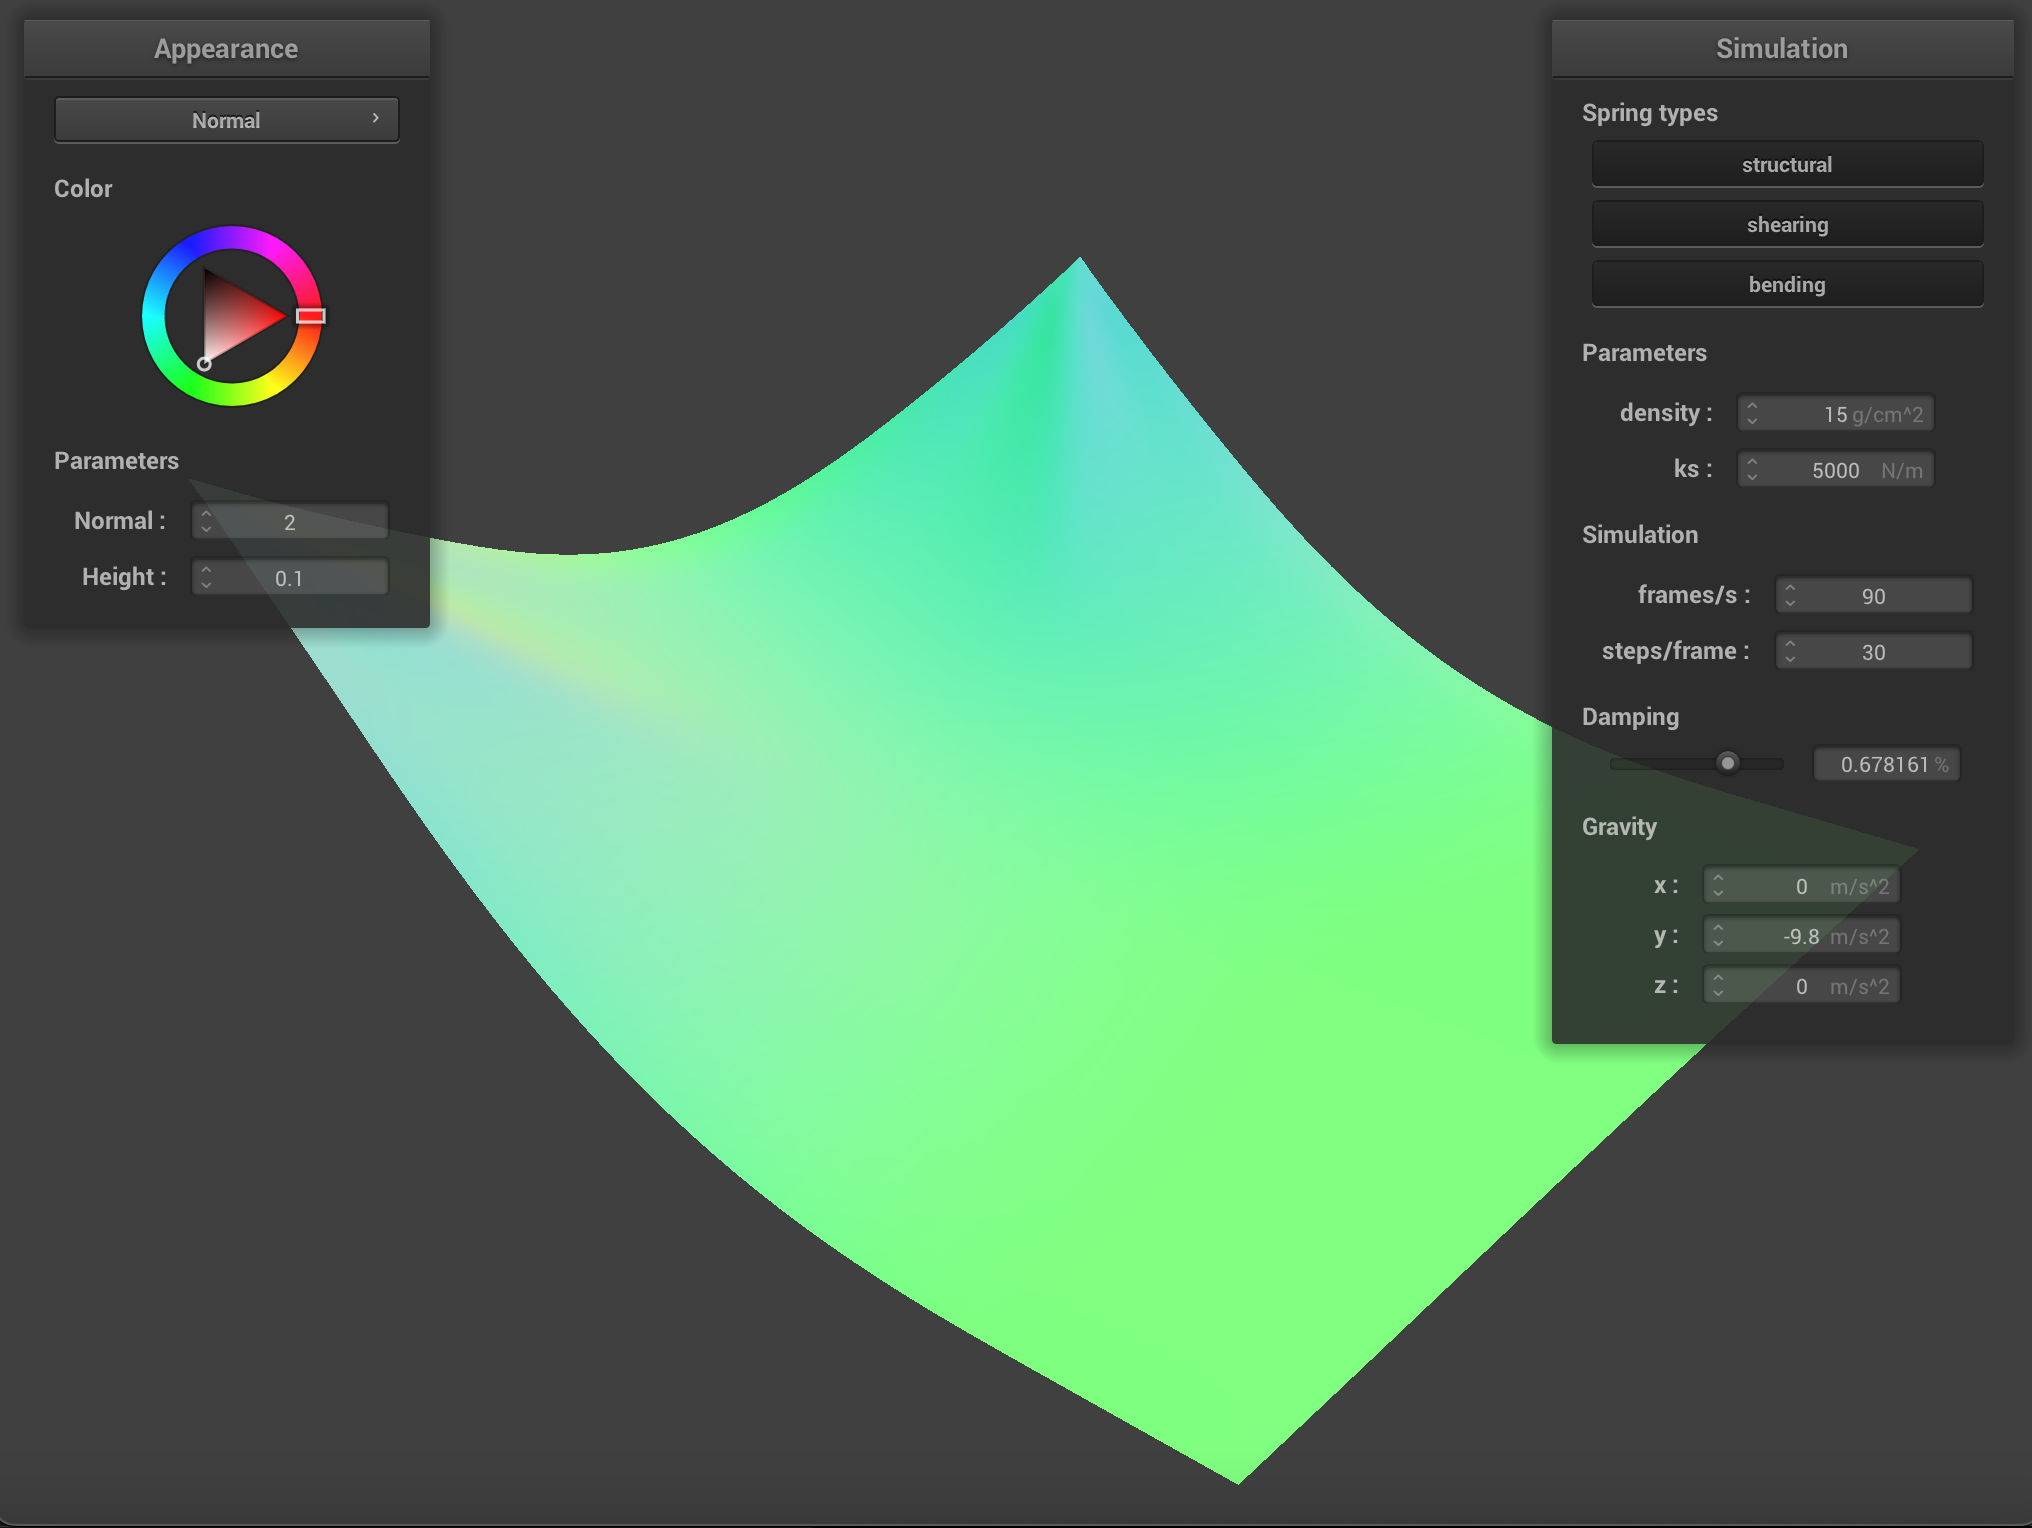 Appearance
Normal
Color
Parameters
Normal : 2
Height : 0.1
Simulation
Spring types
structural
shearing
bending
Parameters
density : 15 g/cm^2
ks : 5000 N/m
Simulation
frames/s : 90
steps/frame : 30
Damping
0.678161 %
Gravity
x : 0 m/s^2
y : -9.8 m/s^2
z : 0 m/s^2